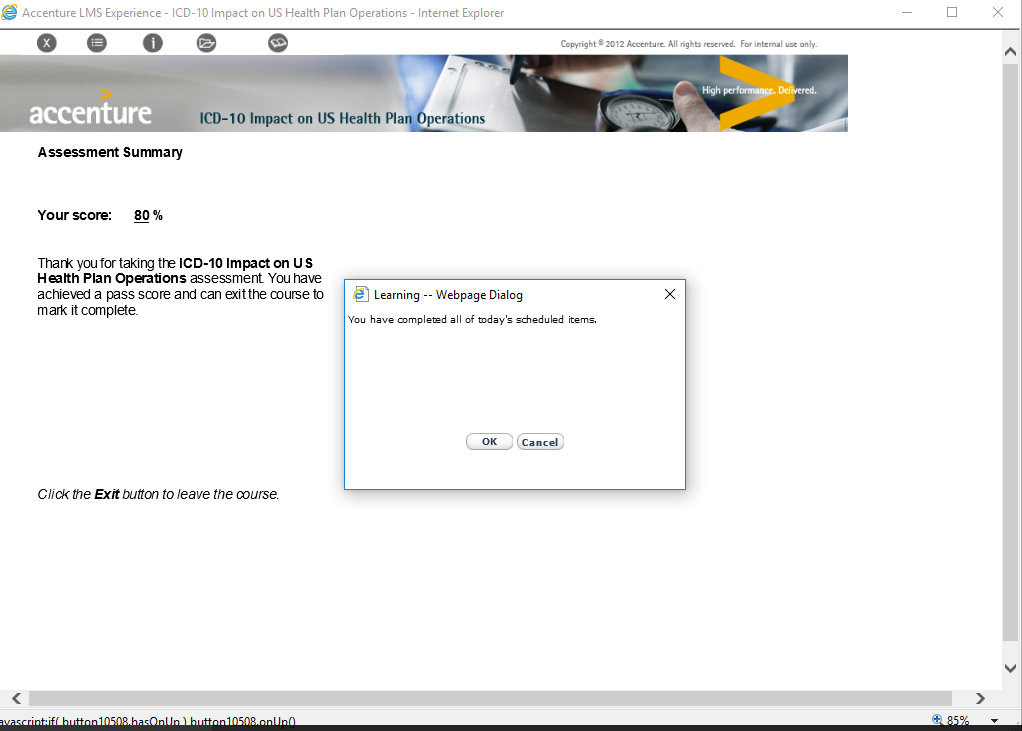 Accenture LMS Experience - ICD-10 Impact on US Health Plan Operations - Internet Explorer
X
i
Copyright © 2012 Accenture. All rights reserved. For internal use only.
High performance. Delivered.
accenture
ICD-10 Impact on US Health Plan Operations
Assessment Summary
Your score: 80 %
Thank you for taking the ICD-10 Impact on US
Health Plan Operations assessment. You have
achieved a pass score and can exit the course to
mark it complete.
Learning -- Webpage Dialog
You have completed all of today's scheduled items.
OK Cancel
Click the Exit button to leave the course.
avascript:if( button10508.hasOnUp ) button10508.onUp()
85%